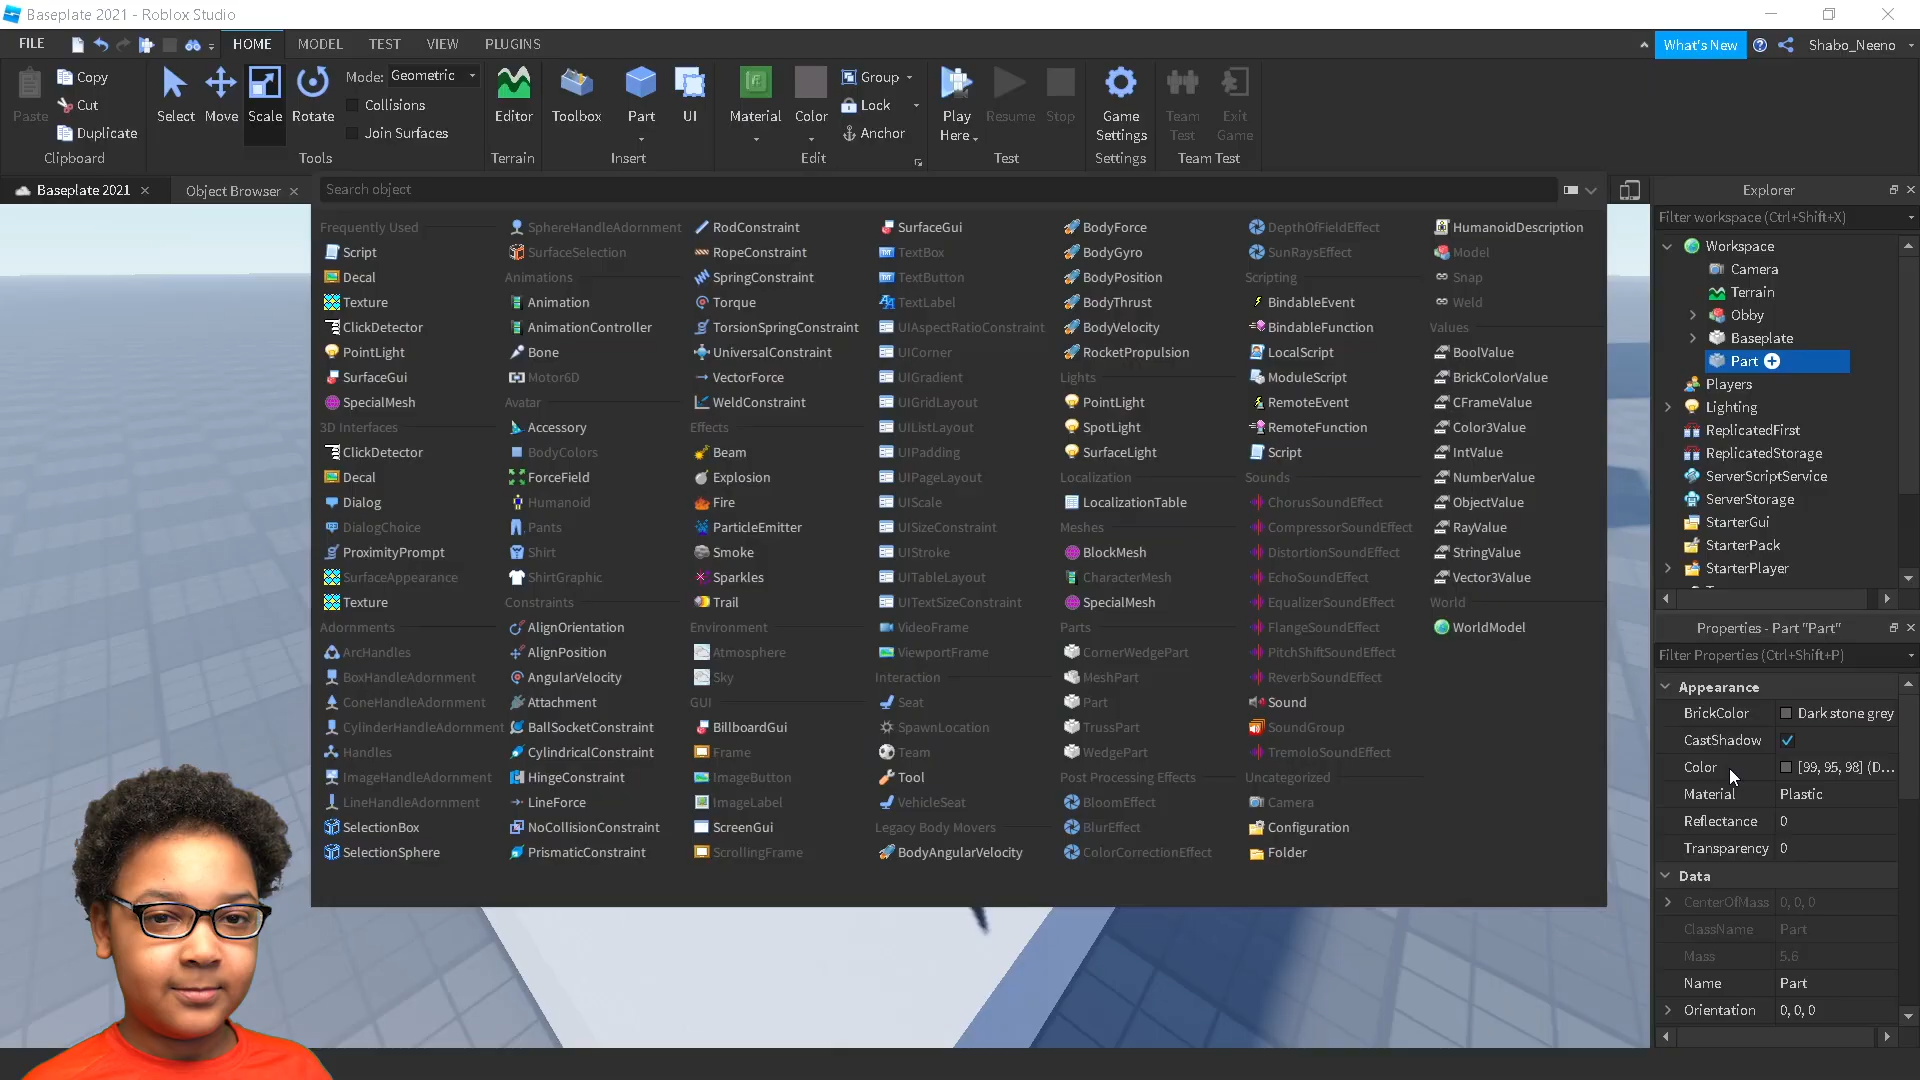 Baseplate 2021 - Roblox Studio
FILE HOME MODEL TEST VIEW PLUGINS What's New Shabo_Neeno
Paste Copy Cut Duplicate Clipboard
Select Move Scale Rotate Mode: Geometric Collisions Join Surfaces Tools
Editor Terrain
Toolbox Part UI Insert
Material Color Group Lock Anchor Edit
Play Here Resume Stop Test
Game Settings Settings
Team Test Exit Game Team Test
Baseplate 2021 Object Browser
Search object
Frequently Used
Script
Decal
Texture
ClickDetector
PointLight
SurfaceGui
SpecialMesh
3D Interfaces
ClickDetector
Decal
Dialog
DialogChoice
ProximityPrompt
SurfaceAppearance
Texture
Adornments
ArcHandles
BoxHandleAdornment
ConeHandleAdornment
CylinderHandleAdornment
Handles
ImageHandleAdornment
LineHandleAdornment
SelectionBox
SelectionSphere
SphereHandleAdornment
SurfaceSelection
Animations
Animation
AnimationController
Bone
Motor6D
Avatar
Accessory
BodyColors
ForceField
Humanoid
Pants
Shirt
ShirtGraphic
Constraints
AlignOrientation
AlignPosition
AngularVelocity
Attachment
BallSocketConstraint
CylindricalConstraint
HingeConstraint
LineForce
NoCollisionConstraint
PrismaticConstraint
RodConstraint
RopeConstraint
SpringConstraint
Torque
TorsionSpringConstraint
UniversalConstraint
VectorForce
WeldConstraint
Effects
Beam
Explosion
Fire
ParticleEmitter
Smoke
Sparkles
Trail
Environment
Atmosphere
Sky
GUI
BillboardGui
Frame
ImageButton
ImageLabel
ScreenGui
ScrollingFrame
SurfaceGui
TextBox
TextButton
TextLabel
UIAspectRatioConstraint
UICorner
UIGradient
UIGridLayout
UIListLayout
UIPadding
UIPageLayout
UIScale
UISizeConstraint
UIStroke
UITableLayout
UITextSizeConstraint
VideoFrame
ViewportFrame
Interaction
Seat
SpawnLocation
Team
Tool
VehicleSeat
Legacy Body Movers
BodyAngularVelocity
BodyForce
BodyGyro
BodyPosition
BodyThrust
BodyVelocity
RocketPropulsion
Lights
PointLight
SpotLight
SurfaceLight
Localization
LocalizationTable
Meshes
BlockMesh
CharacterMesh
SpecialMesh
Parts
CornerWedgePart
MeshPart
Part
TrussPart
WedgePart
Post Processing Effects
BloomEffect
BlurEffect
ColorCorrectionEffect
DepthOfFieldEffect
SunRaysEffect
Scripting
BindableEvent
BindableFunction
LocalScript
ModuleScript
RemoteEvent
RemoteFunction
Script
Sounds
ChorusSoundEffect
CompressorSoundEffect
DistortionSoundEffect
EchoSoundEffect
EqualizerSoundEffect
FlangeSoundEffect
PitchShiftSoundEffect
ReverbSoundEffect
Sound
SoundGroup
TremoloSoundEffect
Uncategorized
Camera
Configuration
Folder
HumanoidDescription
Model
Snap
Weld
Values
BoolValue
BrickColorValue
CFrameValue
Color3Value
IntValue
NumberValue
ObjectValue
RayValue
StringValue
Vector3Value
World
WorldModel
Explorer
Filter workspace (Ctrl+Shift+X)
Workspace
Camera
Terrain
Obby
Baseplate
Part
Players
Lighting
ReplicatedFirst
ReplicatedStorage
ServerScriptService
ServerStorage
StarterGui
StarterPack
StarterPlayer
Properties - Part "Part"
Filter Properties (Ctrl+Shift+P)
Appearance
BrickColor Dark stone grey
CastShadow
Color [99, 95, 98] (D...
Material Plastic
Reflectance 0
Transparency 0
Data
CenterOfMass 0, 0, 0
ClassName Part
Mass 5.6
Name Part
Orientation 0, 0, 0